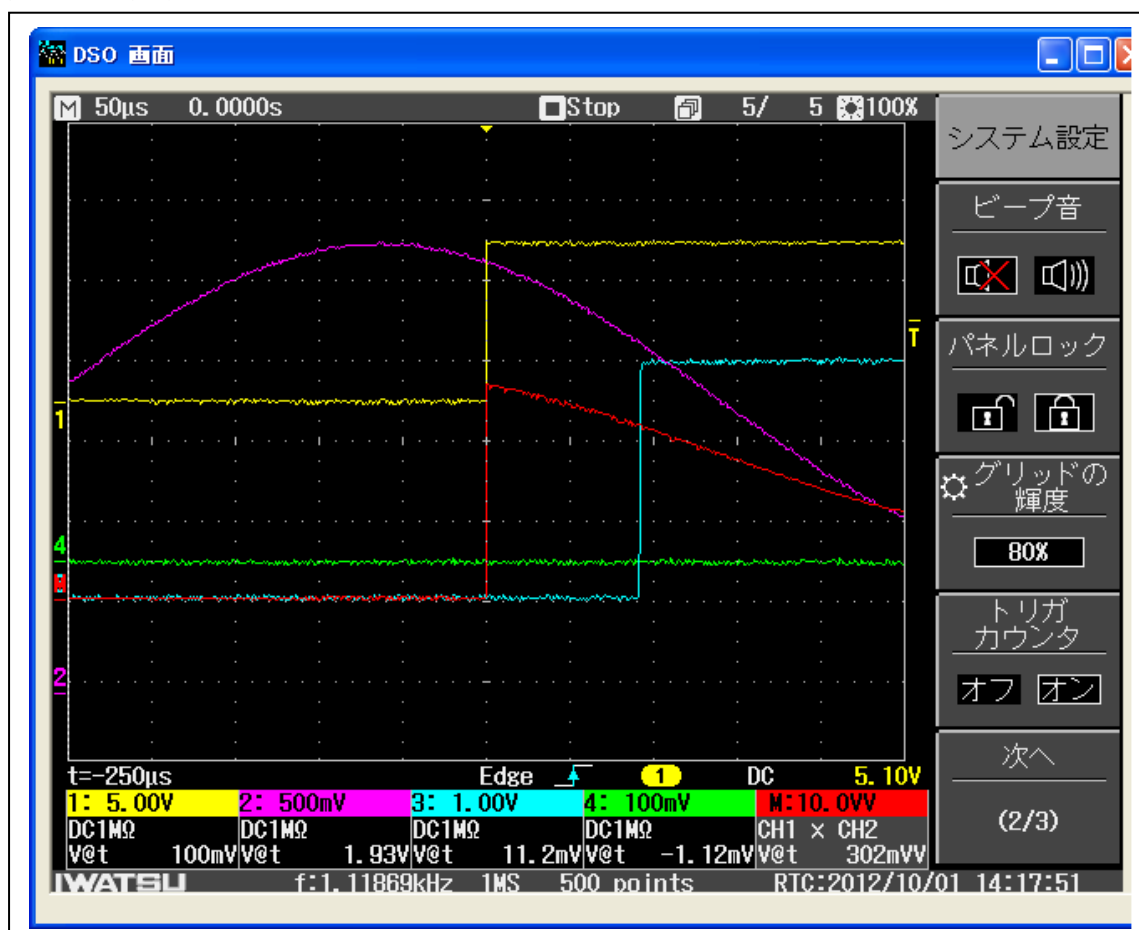 DSO 画面
M 50µs 0.0000s Stop 5/ 5 100%
システム設定
ビープ音
T
パネルロック
1
グリッドの
輝度
80%
4
M
トリガ
カウンタ
オフ オン
2
次へ
(2/3)
t=-250µs Edge 1 DC 5.10V
1: 5.00V 2: 500mV 3: 1.00V 4: 100mV M:10.0VV
DC1MΩ DC1MΩ DC1MΩ DC1MΩ CH1 × CH2
V@t 100mV V@t 1.93V V@t 11.2mV V@t -1.12mV V@t 302mVV
IWATSU f:1.11869kHz 1MS 500 points RTC:2012/10/01 14:17:51